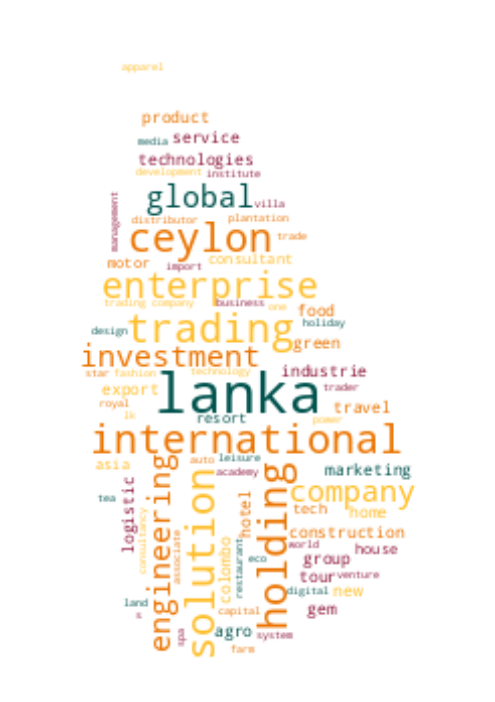 apparel
product
media service
technologies
development institute
management
global villa
distributor plantation
ceylon trade
motor import consultant
enterprise
trading company business one
food
trading holiday
design green
investment
star fashion technology industrie
lanka trader
export
royal travel
lk resort power
international
asia auto leisure
academy marketing
engineering
solution
holding
company
tea
logistic
consultancy
associate
colombo
hotel
restaurant
tech home
construction
world house
eco group
tour venture
digital new
land capital gem
s
spa agro system
farm